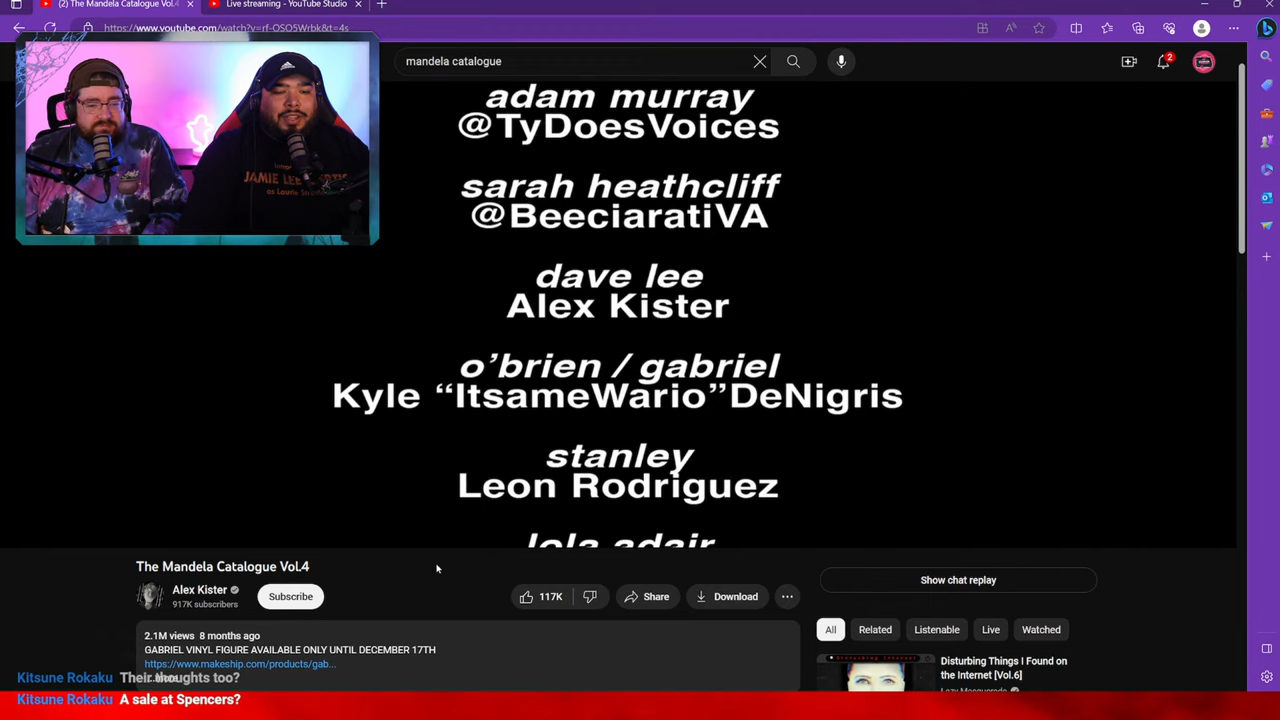 (2) The Mandela Catalogue Vol.4
Live streaming - YouTube Studio
https://www.youtube.com/watch?v=rf-OSO5Wrbk&t=4s
mandela catalogue
2
adam murray
@TyDoesVoices
sarah heathcliff
@BeeciaratiVA
dave lee
Alex Kister
o'brien / gabriel
Kyle “ItsameWario”DeNigris
stanley
Leon Rodriguez
lola adair
JAMIE LEE
The Mandela Catalogue Vol.4
Alex Kister
917K subscribers
Subscribe
117K
Share
Download
Show chat replay
2.1M views 8 months ago
GABRIEL VINYL FIGURE AVAILABLE ONLY UNTIL DECEMBER 17TH
https://www.makeship.com/products/gab...
All
Related
Listenable
Live
Watched
Disturbing Things I Found on
the Internet [Vol.6]
Kitsune Rokaku Their thoughts too?
Kitsune Rokaku A sale at Spencers?